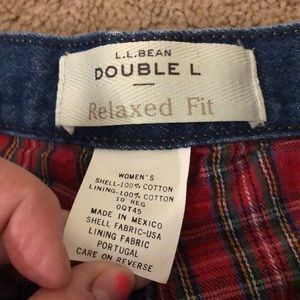 L.L.BEAN
DOUBLE L
Relaxed Fit
WOMEN'S
SHELL-100% COTTON
LINING-100% COTTON
10 REG
0QT45
MADE IN MEXICO
SHELL FABRIC-USA
LINING FABRIC
PORTUGAL
CARE ON REVERSE